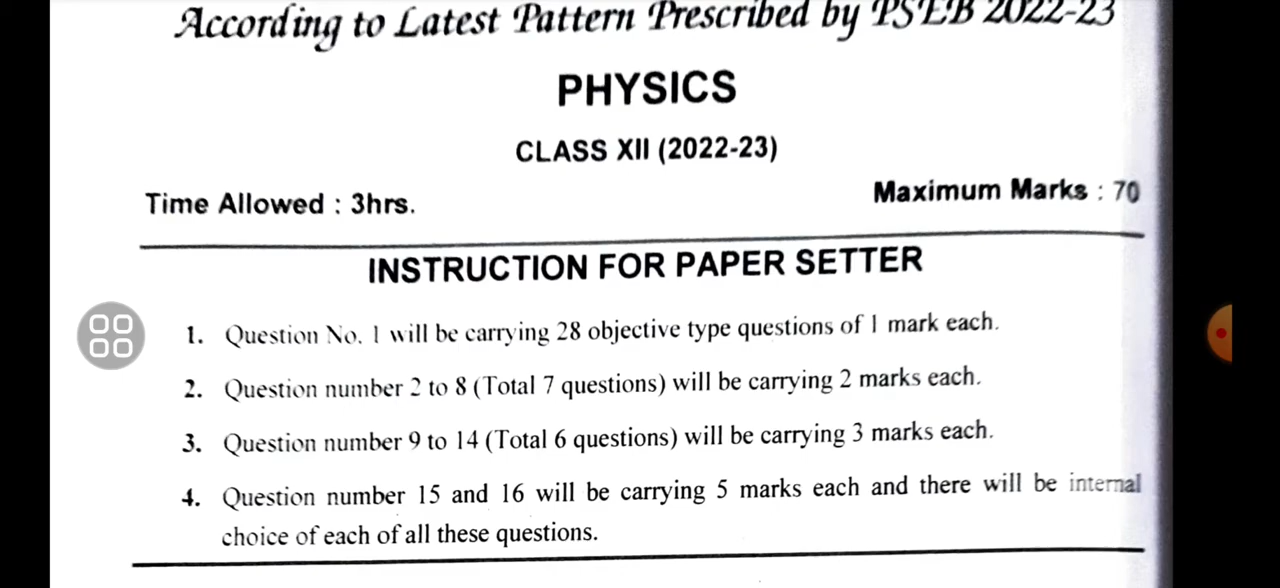 According to Latest Pattern Prescribed by PSEB 2022-23
PHYSICS
CLASS XII (2022-23)
Time Allowed : 3hrs.
Maximum Marks : 70
INSTRUCTION FOR PAPER SETTER
1. Question No. 1 will be carrying 28 objective type questions of 1 mark each.
2. Question number 2 to 8 (Total 7 questions) will be carrying 2 marks each.
3. Question number 9 to 14 (Total 6 questions) will be carrying 3 marks each.
4. Question number 15 and 16 will be carrying 5 marks each and there will be internal
choice of each of all these questions.